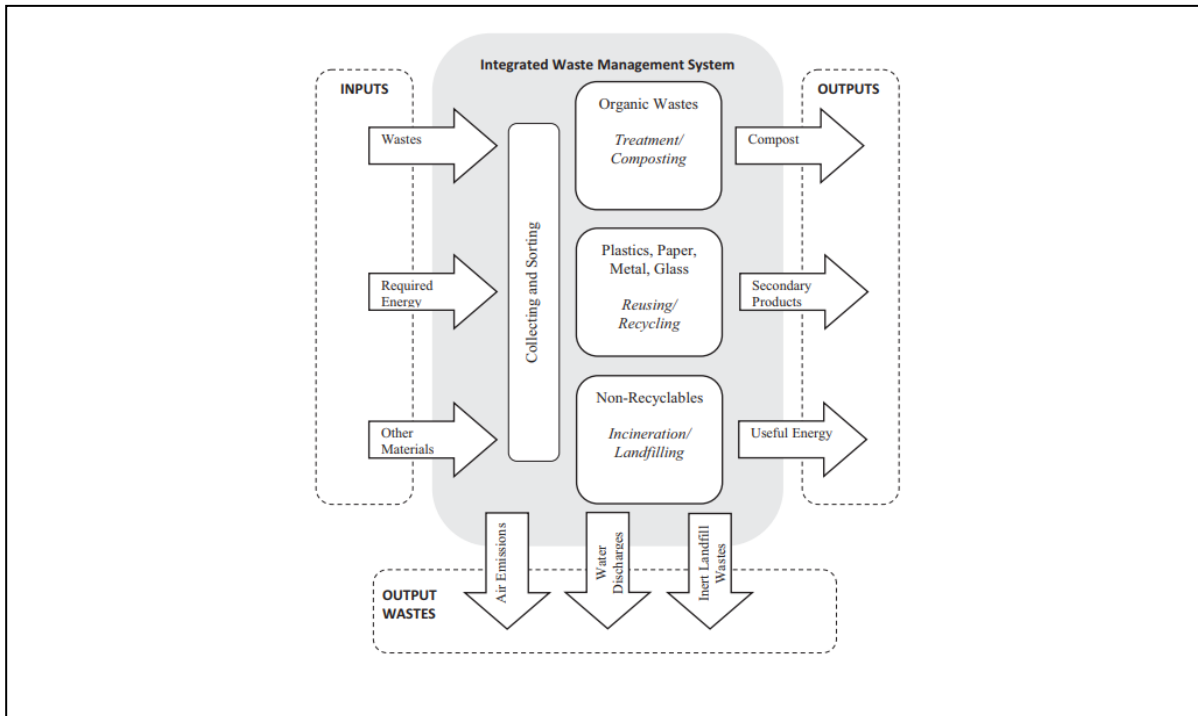 Integrated Waste Management System
INPUTS
Wastes
Required
Energy
Other
Materials
Collecting and Sorting
Organic Wastes
Treatment/
Composting
Plastics, Paper,
Metal, Glass
Reusing/
Recycling
Non-Recyclables
Incineration/
Landfilling
OUTPUTS
Compost
Secondary
Products
Useful Energy
OUTPUT
WASTES
Air Emissions
Water
Discharges
Inert Landfill
Wastes